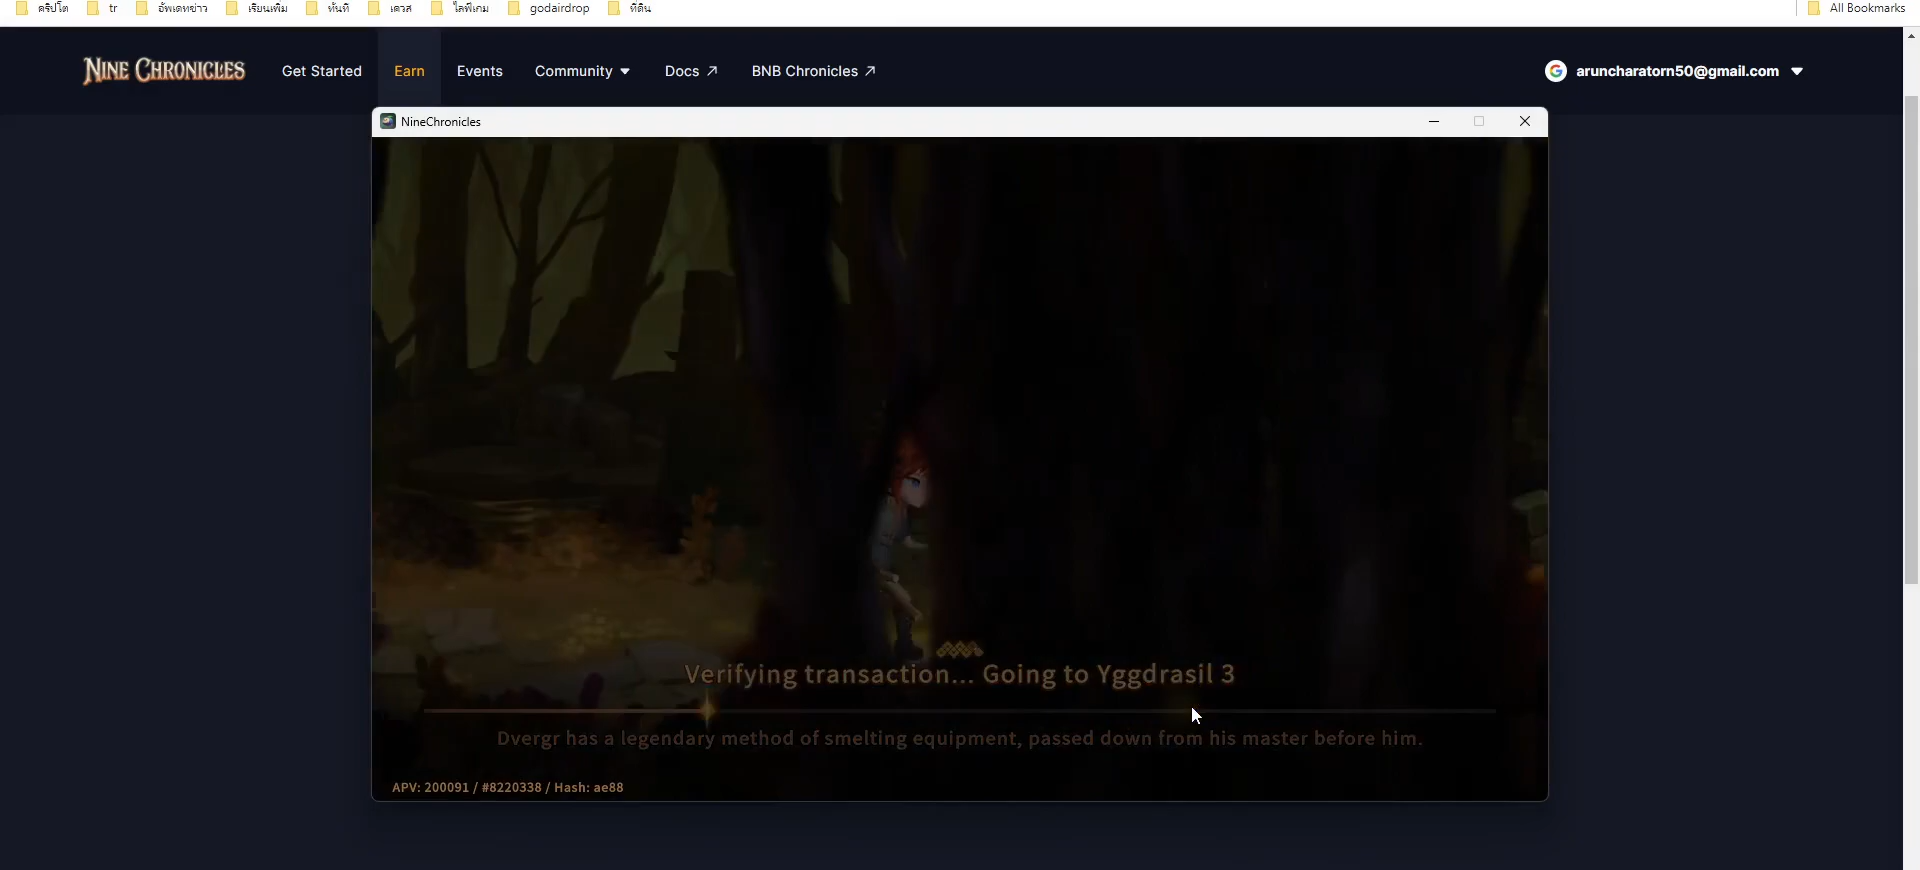 คริปโต tr อัพเดทข่าว เรียนเพิ่ม ทันที เควส ไลฟ์เกม godairdrop ที่ดิน All Bookmarks
NINE CHRONICLES Get Started Earn Events Community Docs BNB Chronicles aruncharatorn50@gmail.com
NineChronicles
Verifying transaction... Going to Yggdrasil 3
Dvergr has a legendary method of smelting equipment, passed down from his master before him.
APV: 200091 / #8220338 / Hash: ae88